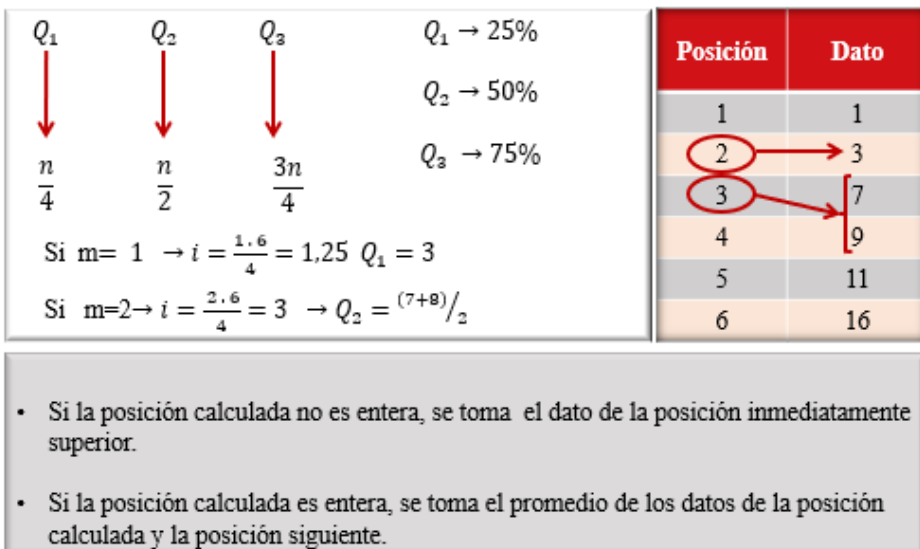 Q₁ Q₂ Q₃
n/4 n/2 3n/4
Q₁ → 25%
Q₂ → 50%
Q₃ → 75%
Si m= 1 → i = 1.6/4 = 1,25 Q₁ = 3
Si m=2→ i = 2.6/4 = 3 → Q₂ = (7+8)/2
Posición Dato
1 1
2 3
3 7
4 9
5 11
6 16
• Si la posición calculada no es entera, se toma el dato de la posición inmediatamente
superior.
• Si la posición calculada es entera, se toma el promedio de los datos de la posición
calculada y la posición siguiente.